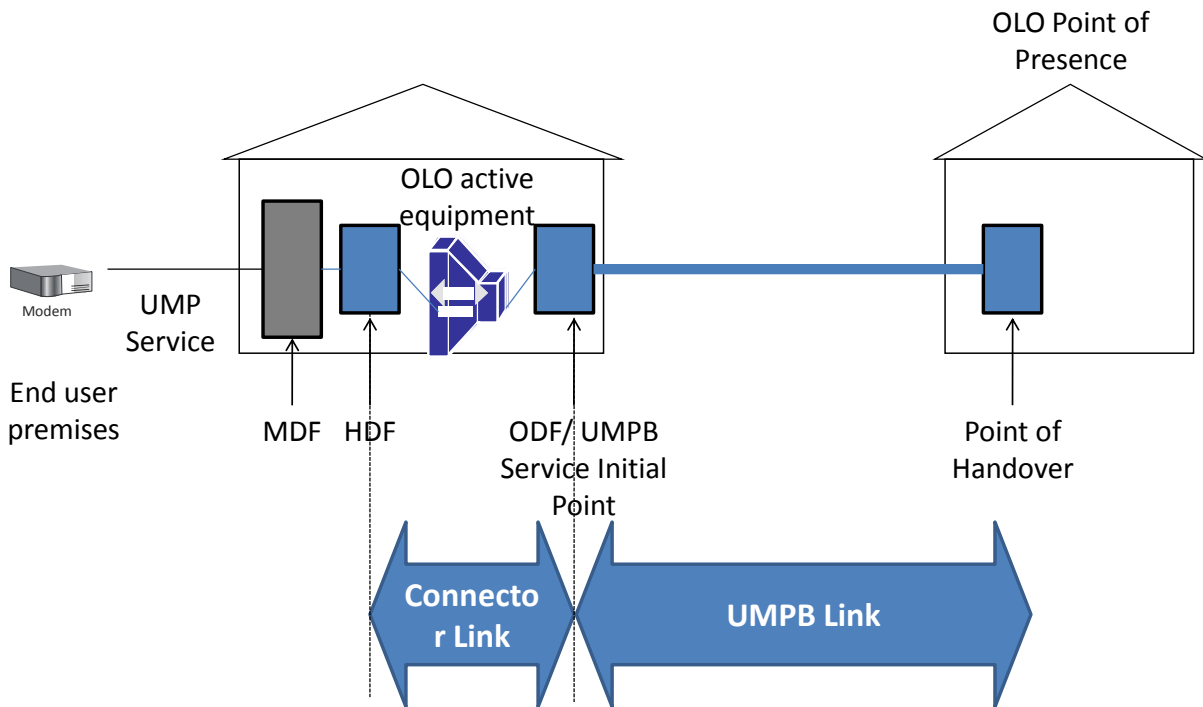 OLO Point of
Presence
OLO active
equipment
Modem
UMP
Service
End user
premises
MDF
HDF
ODF/ UMPB
Service Initial
Point
Point of
Handover
Connecto
r Link
UMPB Link